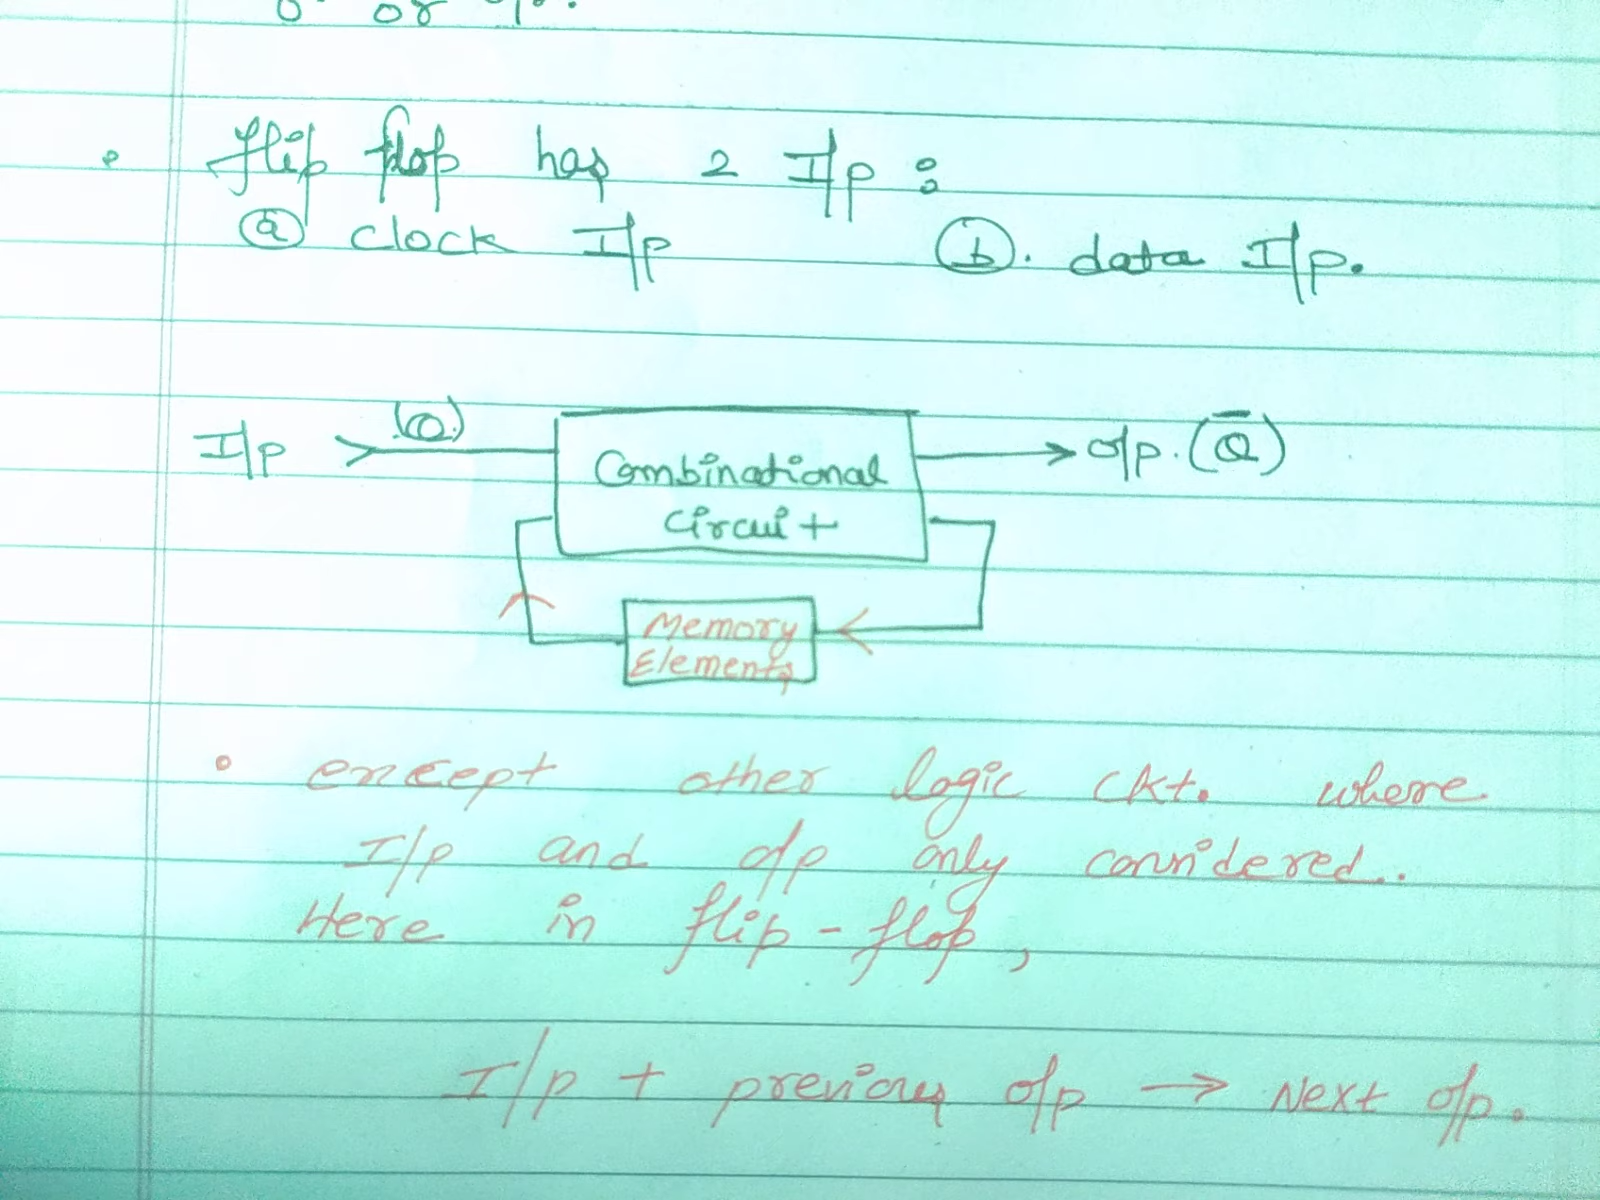 or
• flip flop has 2 I/p :
ⓐ clock I/p ⓑ. data I/p.
I/p (Q) Combinational o/p. (Q̅)
Circuit
Memory
Elements
• except other logic ckt. where
I/p and o/p only considered..
Here in flip-flop,
I/p + previous o/p → Next o/p.